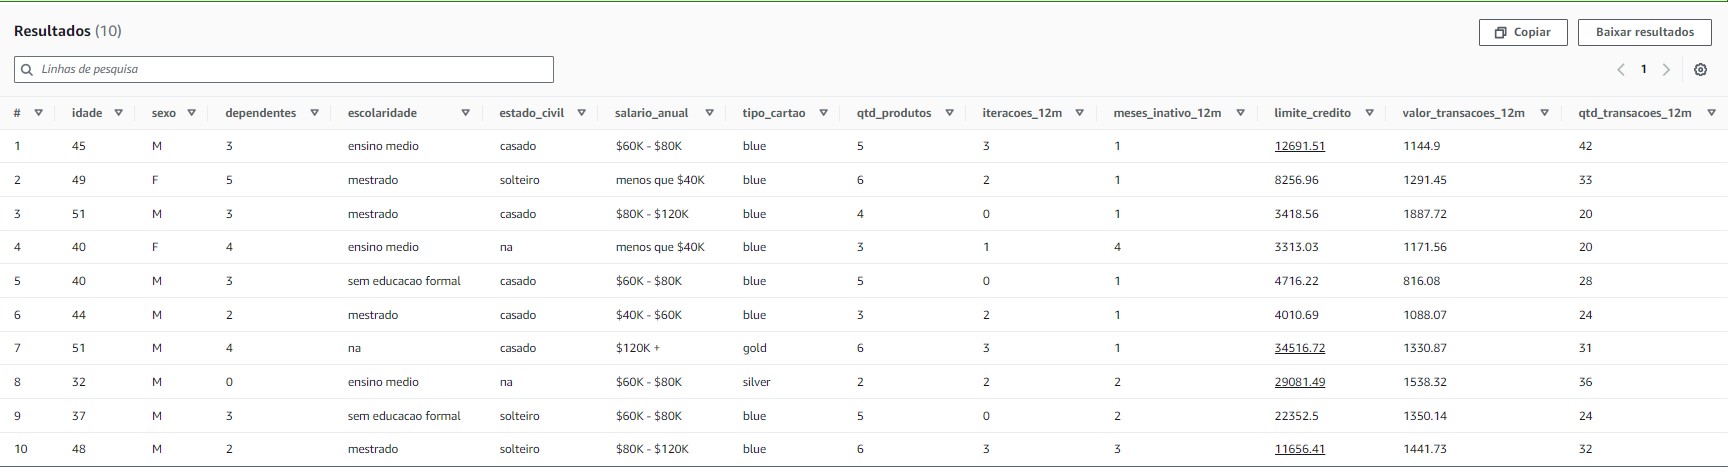 Resultados (10) Copiar Baixar resultados
Linhas de pesquisa 1
# idade sexo dependentes escolaridade estado_civil salario_anual tipo_cartao qtd_produtos iteracoes_12m meses_inativo_12m limite_credito valor_transacoes_12m qtd_transacoes_12m
1 45 M 3 ensino medio casado $60K - $80K blue 5 3 1 12691.51 1144.9 42
2 49 F 5 mestrado solteiro menos que $40K blue 6 2 1 8256.96 1291.45 33
3 51 M 3 mestrado casado $80K - $120K blue 4 0 1 3418.56 1887.72 20
4 40 F 4 ensino medio na menos que $40K blue 3 1 4 3313.03 1171.56 20
5 40 M 3 sem educacao formal casado $60K - $80K blue 5 0 1 4716.22 816.08 28
6 44 M 2 mestrado casado $40K - $60K blue 3 2 1 4010.69 1088.07 24
7 51 M 4 na casado $120K + gold 6 3 1 34516.72 1330.87 31
8 32 M 0 ensino medio na $60K - $80K silver 2 2 2 29081.49 1538.32 36
9 37 M 3 sem educacao formal solteiro $60K - $80K blue 5 0 2 22352.5 1350.14 24
10 48 M 2 mestrado solteiro $80K - $120K blue 6 3 3 11656.41 1441.73 32